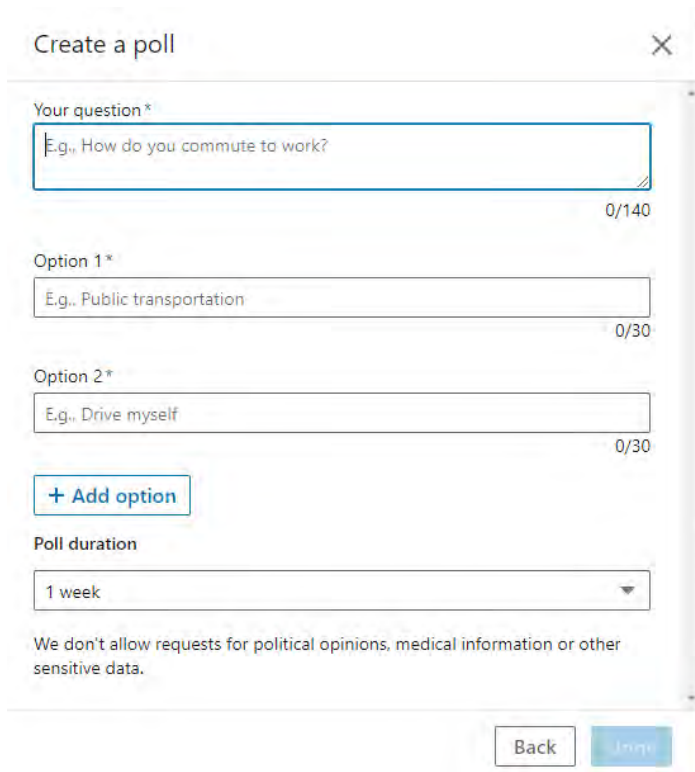 Create a poll
Your question*
E.g., How do you commute to work?
0/140
Option 1*
E.g., Public transportation
0/30
Option 2*
E.g., Drive myself
0/30
+ Add option
Poll duration
1 week
We don't allow requests for political opinions, medical information or other
sensitive data.
Back